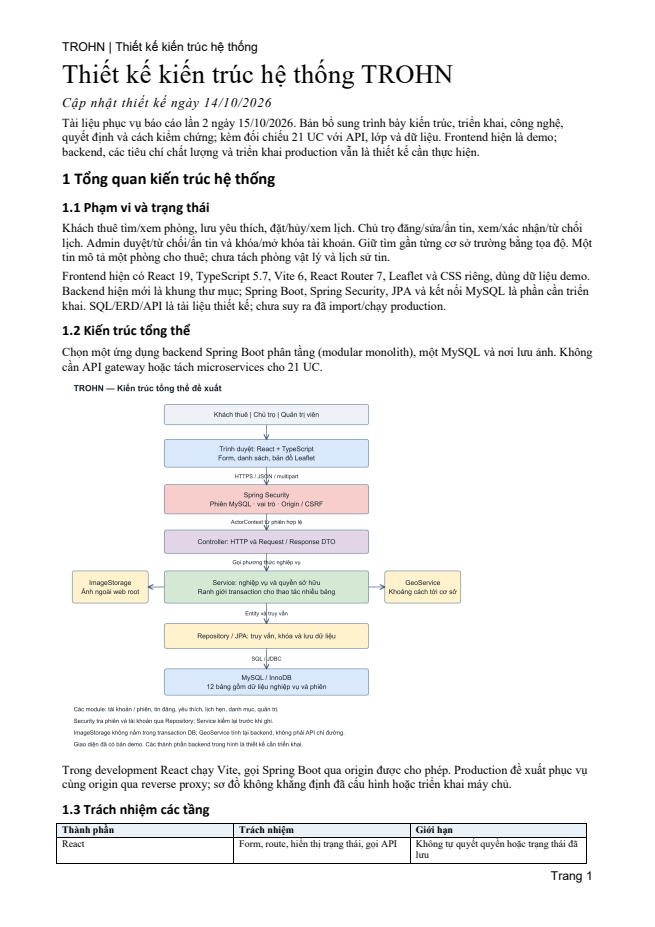 TROHN | Thiết kế kiến trúc hệ thống
Thiết kế kiến trúc hệ thống TROHN
Cập nhật thiết kế ngày 14/10/2026
Tài liệu phục vụ báo cáo lần 2 ngày 15/10/2026. Bản bổ sung trình bày kiến trúc, triển khai, công nghệ,
quyết định và cách kiểm chứng; kèm đối chiếu 21 UC với API, lớp và dữ liệu. Frontend hiện là demo;
backend, các tiêu chí chất lượng và triển khai production vẫn là thiết kế cần thực hiện.
1 Tổng quan kiến trúc hệ thống
1.1 Phạm vi và trạng thái
Khách thuê tìm/xem phòng, lưu yêu thích, đặt/hủy/xem lịch. Chủ trọ đăng/sửa/ẩn tin, xem/xác nhận/từ chối
lịch. Admin duyệt/từ chối/ẩn tin và khóa/mở khóa tài khoản. Giữ tìm gần từng cơ sở trường bằng tọa độ. Một
tin mô tả một phòng cho thuê; chưa tách phòng vật lý và lịch sử tin.
Frontend hiện có React 19, TypeScript 5.7, Vite 6, React Router 7, Leaflet và CSS riêng, dùng dữ liệu demo.
Backend hiện mới là khung thư mục; Spring Boot, Spring Security, JPA và kết nối MySQL là phần cần triển
khai. SQL/ERD/API là tài liệu thiết kế; chưa suy ra đã import/chạy production.
1.2 Kiến trúc tổng thể
Chọn một ứng dụng backend Spring Boot phân tầng (modular monolith), một MySQL và nơi lưu ảnh. Không
cần API gateway hoặc tách microservices cho 21 UC.
TROHN — Kiến trúc tổng thể đề xuất
Khách thuê | Chủ trọ | Quản trị viên
Trình duyệt: React + TypeScript
Form, danh sách, bản đồ Leaflet
HTTPS / JSON / multipart
Spring Security
Phiên MySQL · vai trò · Origin / CSRF
ActorContext từ phiên hợp lệ
Controller: HTTP và Request / Response DTO
Gọi phương thức nghiệp vụ
ImageStorage
Ảnh ngoài web root
Service: nghiệp vụ và quyền sở hữu
Ranh giới transaction cho thao tác nhiều bảng
GeoService
Khoảng cách tới cơ sở
Entity và truy vấn
Repository / JPA: truy vấn, khóa và lưu dữ liệu
SQL / JDBC
MySQL / InnoDB
12 bảng gồm dữ liệu nghiệp vụ và phiên
Các module: tài khoản / phiên, tin đăng, yêu thích, lịch hẹn, danh mục, quản trị.
Security tra phiên và tài khoản qua Repository; Service kiểm lại trước khi ghi.
ImageStorage không nằm trong transaction DB; GeoService tính tại backend, không phải API chỉ đường.
Giao diện đã có bản demo. Các thành phần backend trong hình là thiết kế cần triển khai.
Trong development React chạy Vite, gọi Spring Boot qua origin được cho phép. Production đề xuất phục vụ
cùng origin qua reverse proxy; sơ đồ không khẳng định đã cấu hình hoặc triển khai máy chủ.
1.3 Trách nhiệm các tầng
Thành phần Trách nhiệm Giới hạn
React Form, route, hiển thị trạng thái, gọi API Không tự quyết quyền hoặc trạng thái đã
lưu
Trang 1